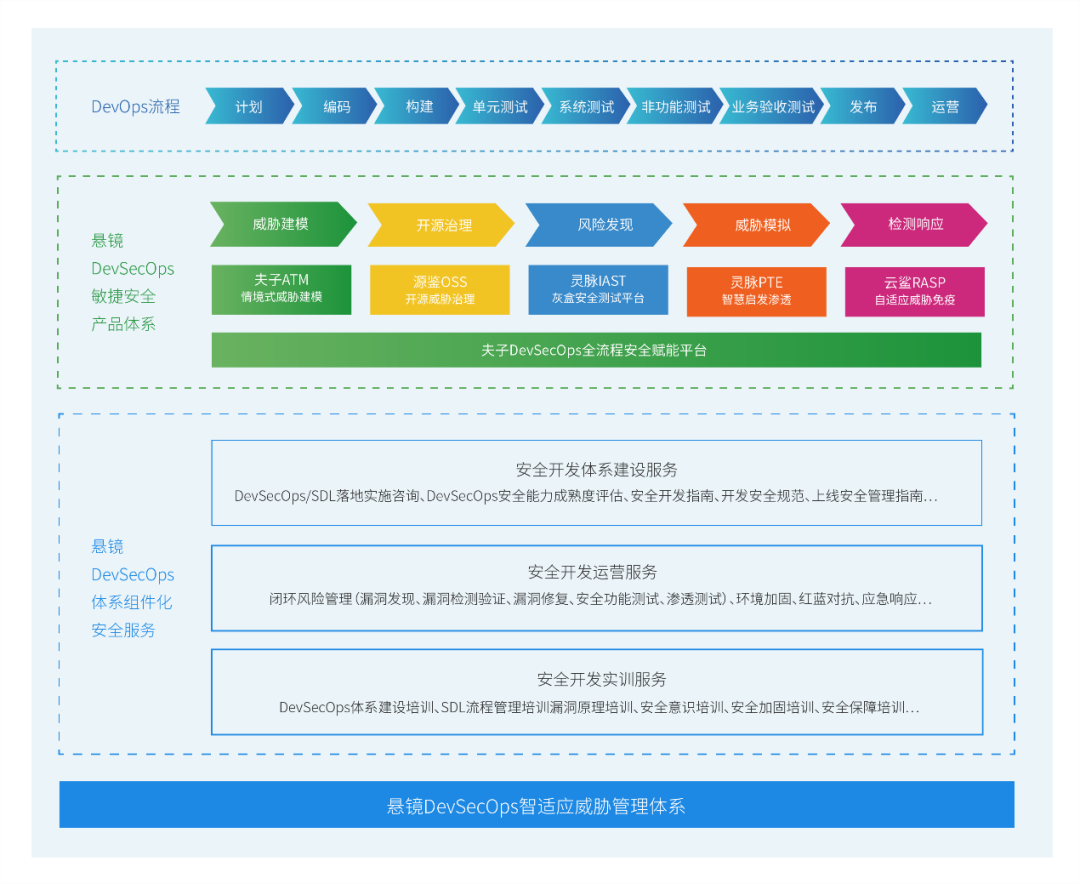 DevOps流程
计划
编码
构建
单元测试
系统测试
非功能测试
业务验收测试
发布
运营
悬镜
DevSecOps
敏捷安全
产品体系
威胁建模
开源治理
风险发现
威胁模拟
检测响应
夫子ATM
情境式威胁建模
源鉴OSS
开源威胁治理
灵脉IAST
灰盒安全测试平台
灵脉PTE
智慧启发渗透
云鲨RASP
自适应威胁免疫
夫子DevSecOps全流程安全赋能平台
悬镜
DevSecOps
体系组件化
安全服务
安全开发体系建设服务
DevSecOps/SDL落地实施咨询、DevSecOps安全能力成熟度评估、安全开发指南、开发安全规范、上线安全管理指南...
安全开发运营服务
闭环风险管理(漏洞发现、漏洞检测验证、漏洞修复、安全功能测试、渗透测试)、环境加固、红蓝对抗、应急响应...
安全开发实训服务
DevSecOps体系建设培训、SDL流程管理培训漏洞原理培训、安全意识培训、安全加固培训、安全保障培训...
悬镜DevSecOps智适应威胁管理体系